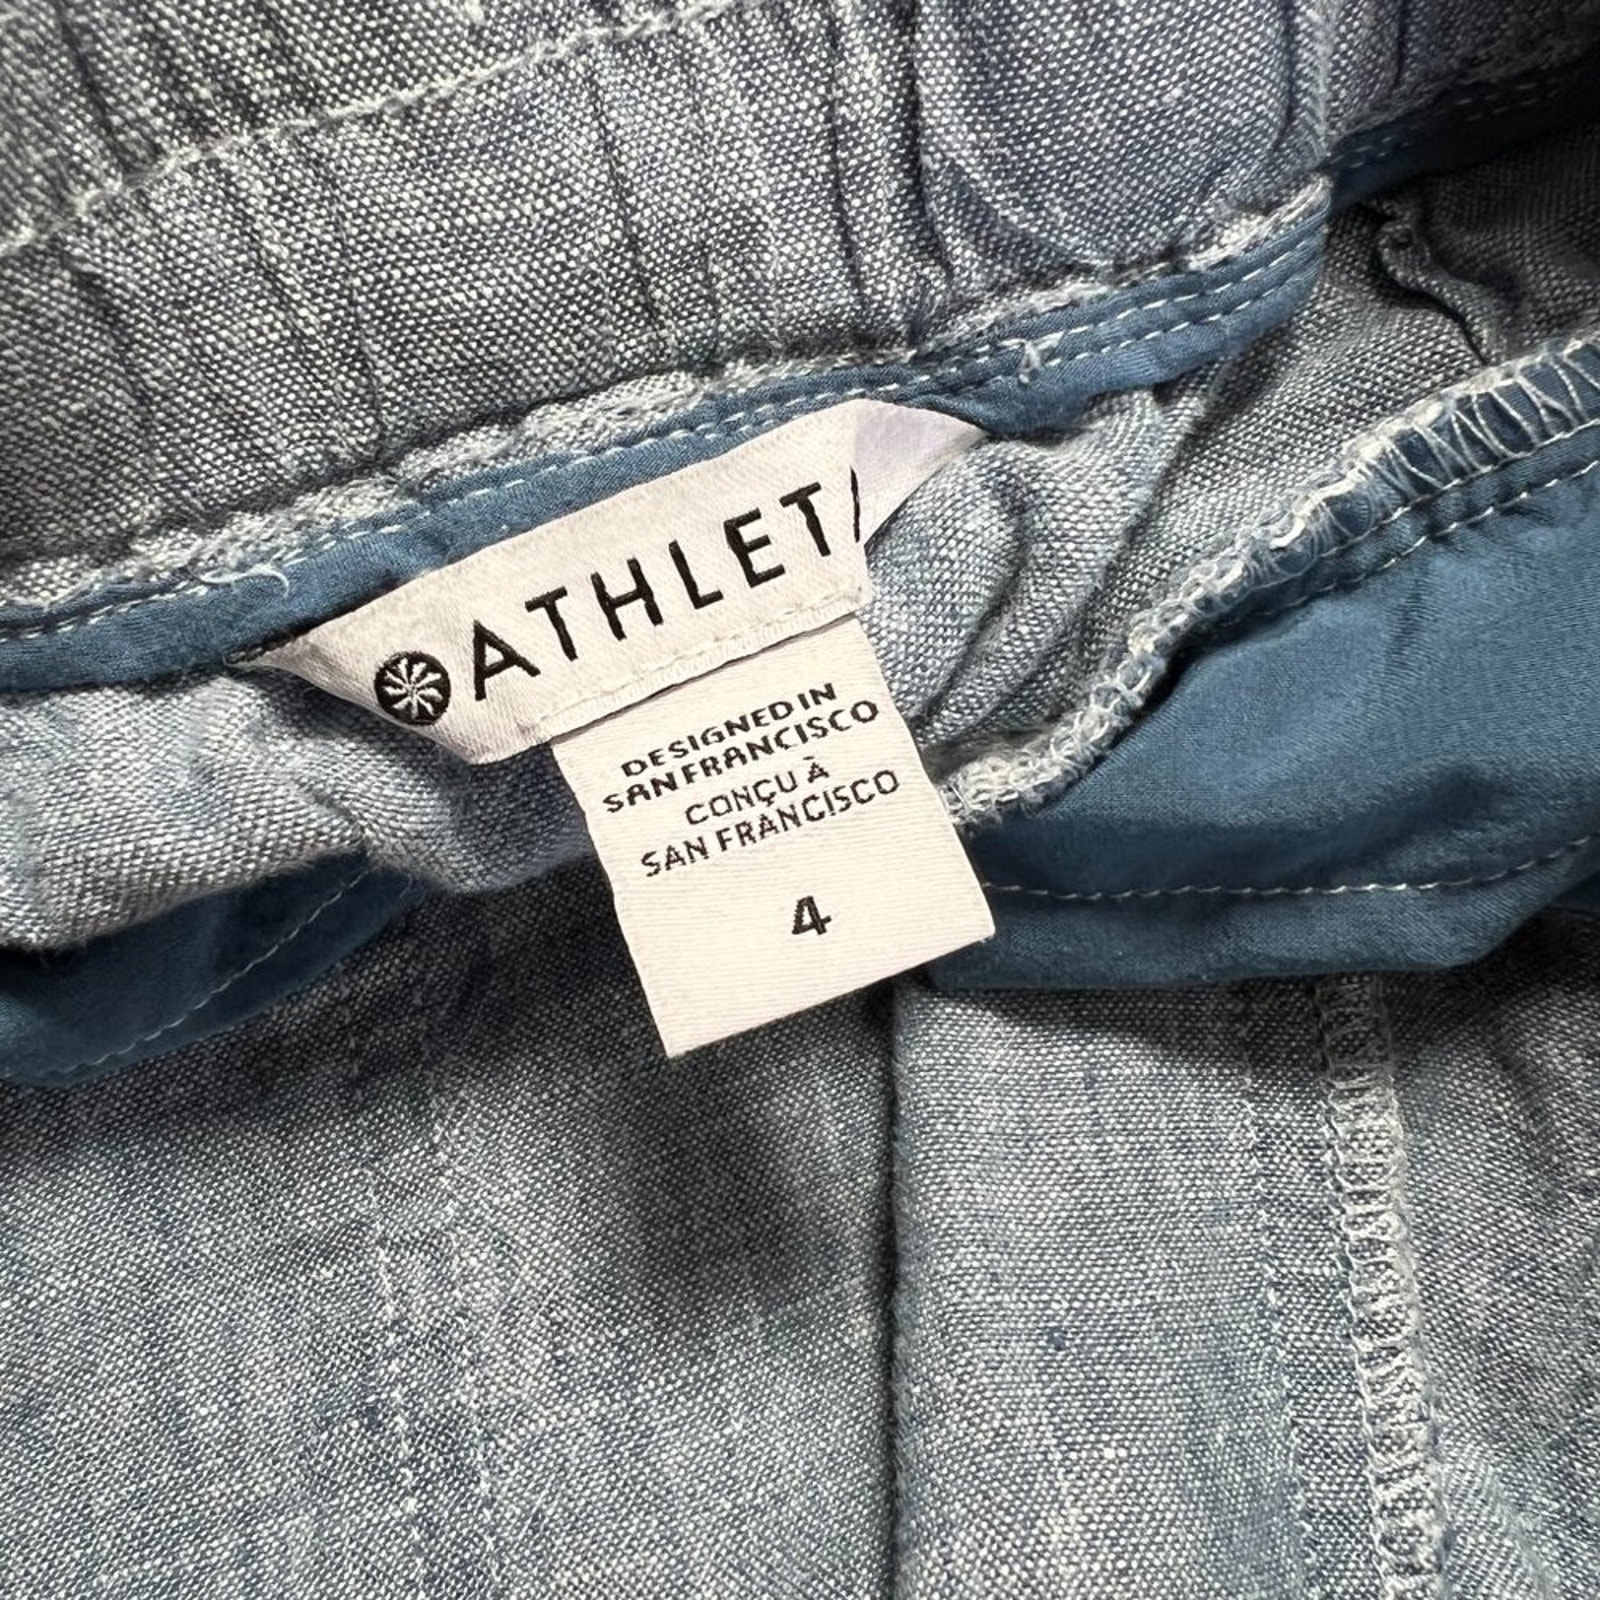 ATHLET
DESIGNED IN
SAN FRANCISCO
CONÇU À
SAN FRANCISCO
4